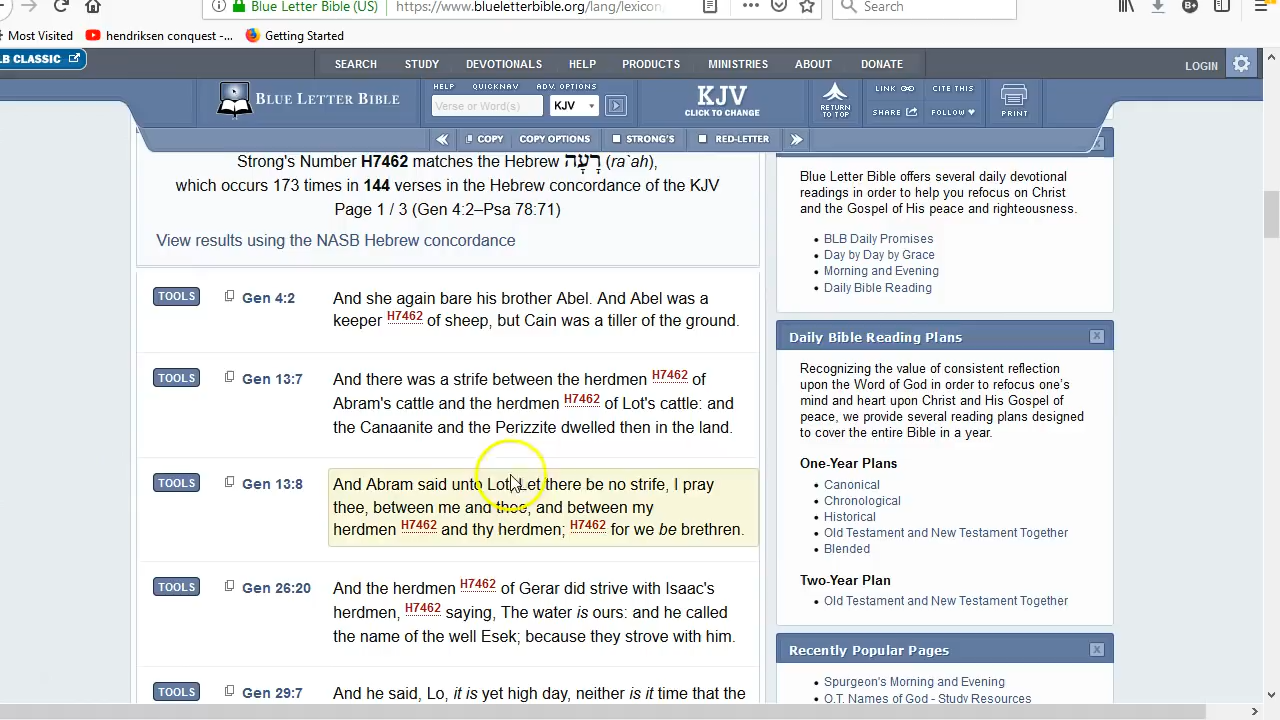 Blue Letter Bible (US)
https://www.blueletterbible.org/lang/lexicon
Search
Most Visited
hendriksen conquest -...
Getting Started
LB CLASSIC
SEARCH
STUDY
DEVOTIONALS
HELP
PRODUCTS
MINISTRIES
ABOUT
DONATE
LOGIN
BLUE LETTER BIBLE
HELP QUICKNAV ADV. OPTIONS
Verse or Word(s)
KJV
KJV
CLICK TO CHANGE
RETURN
TO TOP
LINK
CITE THIS
SHARE
FOLLOW
PRINT
COPY
COPY OPTIONS
STRONG'S
RED-LETTER
Strong's Number H7462 matches the Hebrew רָעָה (ra`ah),
which occurs 173 times in 144 verses in the Hebrew concordance of the KJV
Page 1 / 3 (Gen 4:2–Psa 78:71)
View results using the NASB Hebrew concordance
TOOLS
Gen 4:2
And she again bare his brother Abel. And Abel was a
keeper H7462 of sheep, but Cain was a tiller of the ground.
TOOLS
Gen 13:7
And there was a strife between the herdmen H7462 of
Abram's cattle and the herdmen H7462 of Lot's cattle: and
the Canaanite and the Perizzite dwelled then in the land.
TOOLS
Gen 13:8
And Abram said unto Lot, Let there be no strife, I pray
thee, between me and thee, and between my
herdmen H7462 and thy herdmen; H7462 for we be brethren.
TOOLS
Gen 26:20
And the herdmen H7462 of Gerar did strive with Isaac's
herdmen, H7462 saying, The water is ours: and he called
the name of the well Esek; because they strove with him.
TOOLS
Gen 29:7
And he said, Lo, it is yet high day, neither is it time that the
Blue Letter Bible offers several daily devotional
readings in order to help you refocus on Christ
and the Gospel of His peace and righteousness.
BLB Daily Promises
Day by Day by Grace
Morning and Evening
Daily Bible Reading
Daily Bible Reading Plans
Recognizing the value of consistent reflection
upon the Word of God in order to refocus one's
mind and heart upon Christ and His Gospel of
peace, we provide several reading plans designed
to cover the entire Bible in a year.
One-Year Plans
Canonical
Chronological
Historical
Old Testament and New Testament Together
Blended
Two-Year Plan
Old Testament and New Testament Together
Recently Popular Pages
Spurgeon's Morning and Evening
O.T. Names of God - Study Resources